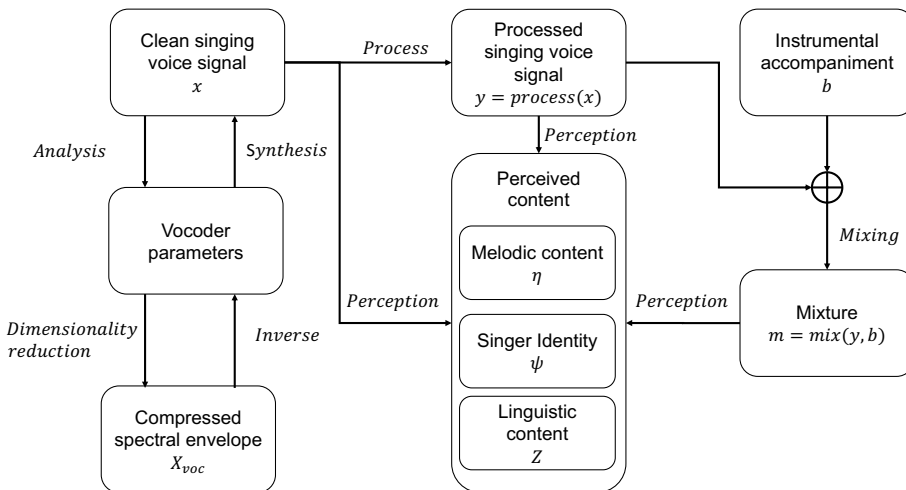 Clean singing
voice signal
x
Process
Processed
singing voice
signal
y = process(x)
Instrumental
accompaniment
b
Analysis
Synthesis
Perception
Perceived
content
Vocoder
parameters
Melodic content
η
Mixing
Dimensionality
reduction
Inverse
Perception
Singer Identity
ψ
Perception
Mixture
m = mix(y, b)
Compressed
spectral envelope
X_voc
Linguistic
content
Z